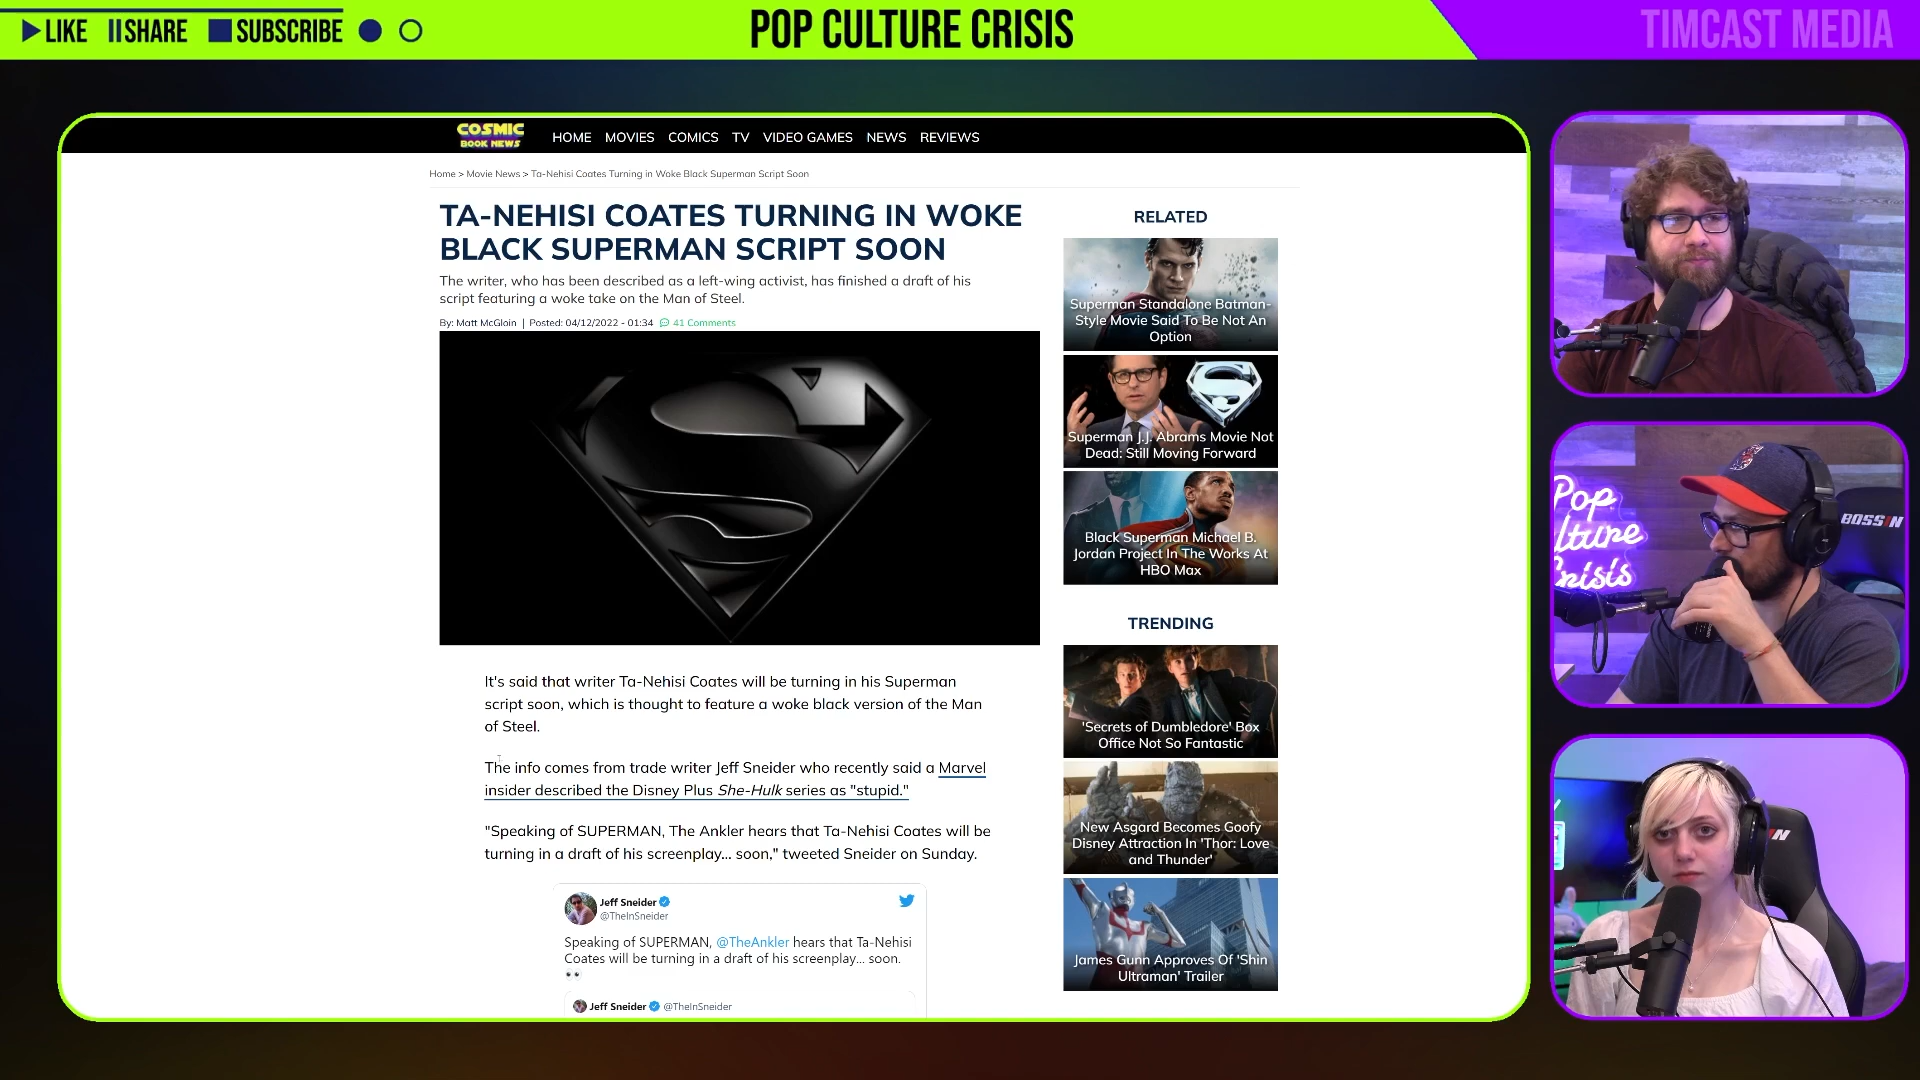 LIKE SHARE SUBSCRIBE
POP CULTURE CRISIS
TIMCAST MEDIA
COSMIC
BOOK NEWS
HOME MOVIES COMICS TV VIDEO GAMES NEWS REVIEWS
Home > Movie News > Ta-Nehisi Coates Turning in Woke Black Superman Script Soon
TA-NEHISI COATES TURNING IN WOKE
BLACK SUPERMAN SCRIPT SOON
The writer, who has been described as a left-wing activist, has finished a draft of his
script featuring a woke take on the Man of Steel.
By: Matt McGloin | Posted: 04/12/2022 - 01:34 41 Comments
It's said that writer Ta-Nehisi Coates will be turning in his Superman
script soon, which is thought to feature a woke black version of the Man
of Steel.
The info comes from trade writer Jeff Sneider who recently said a Marvel
insider described the Disney Plus She-Hulk series as "stupid."
"Speaking of SUPERMAN, The Ankler hears that Ta-Nehisi Coates will be
turning in a draft of his screenplay... soon," tweeted Sneider on Sunday.
Jeff Sneider
@TheInSneider
Speaking of SUPERMAN, @TheAnkler hears that Ta-Nehisi
Coates will be turning in a draft of his screenplay... soon.
Jeff Sneider @TheInSneider
RELATED
Superman Standalone Batman-
Style Movie Said To Be Not An
Option
Superman J.J. Abrams Movie Not
Dead: Still Moving Forward
Black Superman Michael B.
Jordan Project In The Works At
HBO Max
TRENDING
'Secrets of Dumbledore' Box
Office Not So Fantastic
New Asgard Becomes Goofy
Disney Attraction In 'Thor: Love
and Thunder'
James Gunn Approves Of 'Shin
Ultraman' Trailer
Pop
lture
risis
BOSSIN
IN